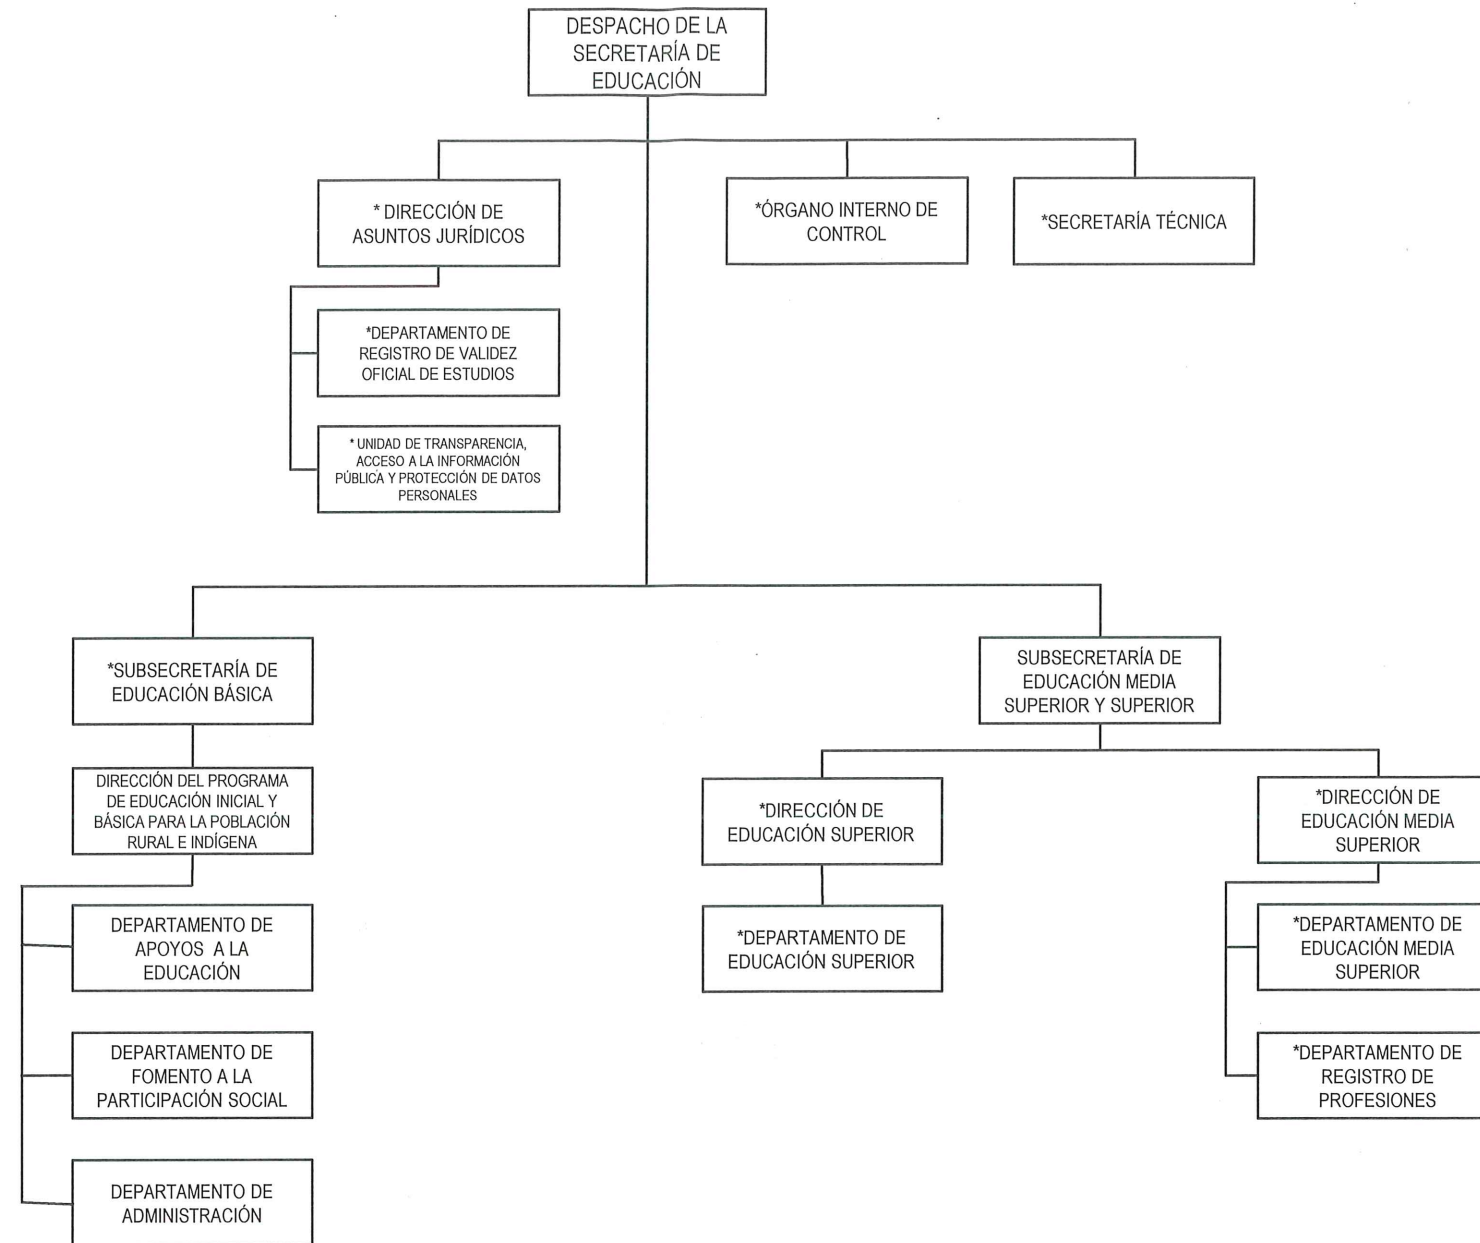 DESPACHO DE LA
SECRETARÍA DE
EDUCACIÓN
* DIRECCIÓN DE
ASUNTOS JURÍDICOS
*ÓRGANO INTERNO DE
CONTROL
*SECRETARÍA TÉCNICA
*DEPARTAMENTO DE
REGISTRO DE VALIDEZ
OFICIAL DE ESTUDIOS
* UNIDAD DE TRANSPARENCIA,
ACCESO A LA INFORMACIÓN
PÚBLICA Y PROTECCIÓN DE DATOS
PERSONALES
*SUBSECRETARÍA DE
EDUCACIÓN BÁSICA
SUBSECRETARÍA DE
EDUCACIÓN MEDIA
SUPERIOR Y SUPERIOR
DIRECCIÓN DEL PROGRAMA
DE EDUCACIÓN INICIAL Y
BÁSICA PARA LA POBLACIÓN
RURAL E INDÍGENA
*DIRECCIÓN DE
EDUCACIÓN SUPERIOR
*DIRECCIÓN DE
EDUCACIÓN MEDIA
SUPERIOR
DEPARTAMENTO DE
APOYOS A LA
EDUCACIÓN
*DEPARTAMENTO DE
EDUCACIÓN SUPERIOR
*DEPARTAMENTO DE
EDUCACIÓN MEDIA
SUPERIOR
DEPARTAMENTO DE
FOMENTO A LA
PARTICIPACIÓN SOCIAL
*DEPARTAMENTO DE
REGISTRO DE
PROFESIONES
DEPARTAMENTO DE
ADMINISTRACIÓN